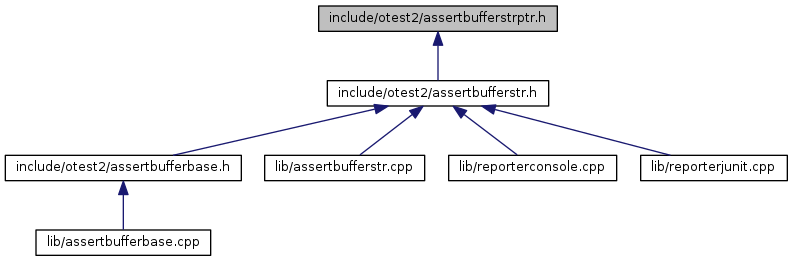 include/otest2/assertbufferstrptr.h
include/otest2/assertbufferstr.h
include/otest2/assertbufferbase.h
lib/assertbufferstr.cpp
lib/reporterconsole.cpp
lib/reporterjunit.cpp
lib/assertbufferbase.cpp